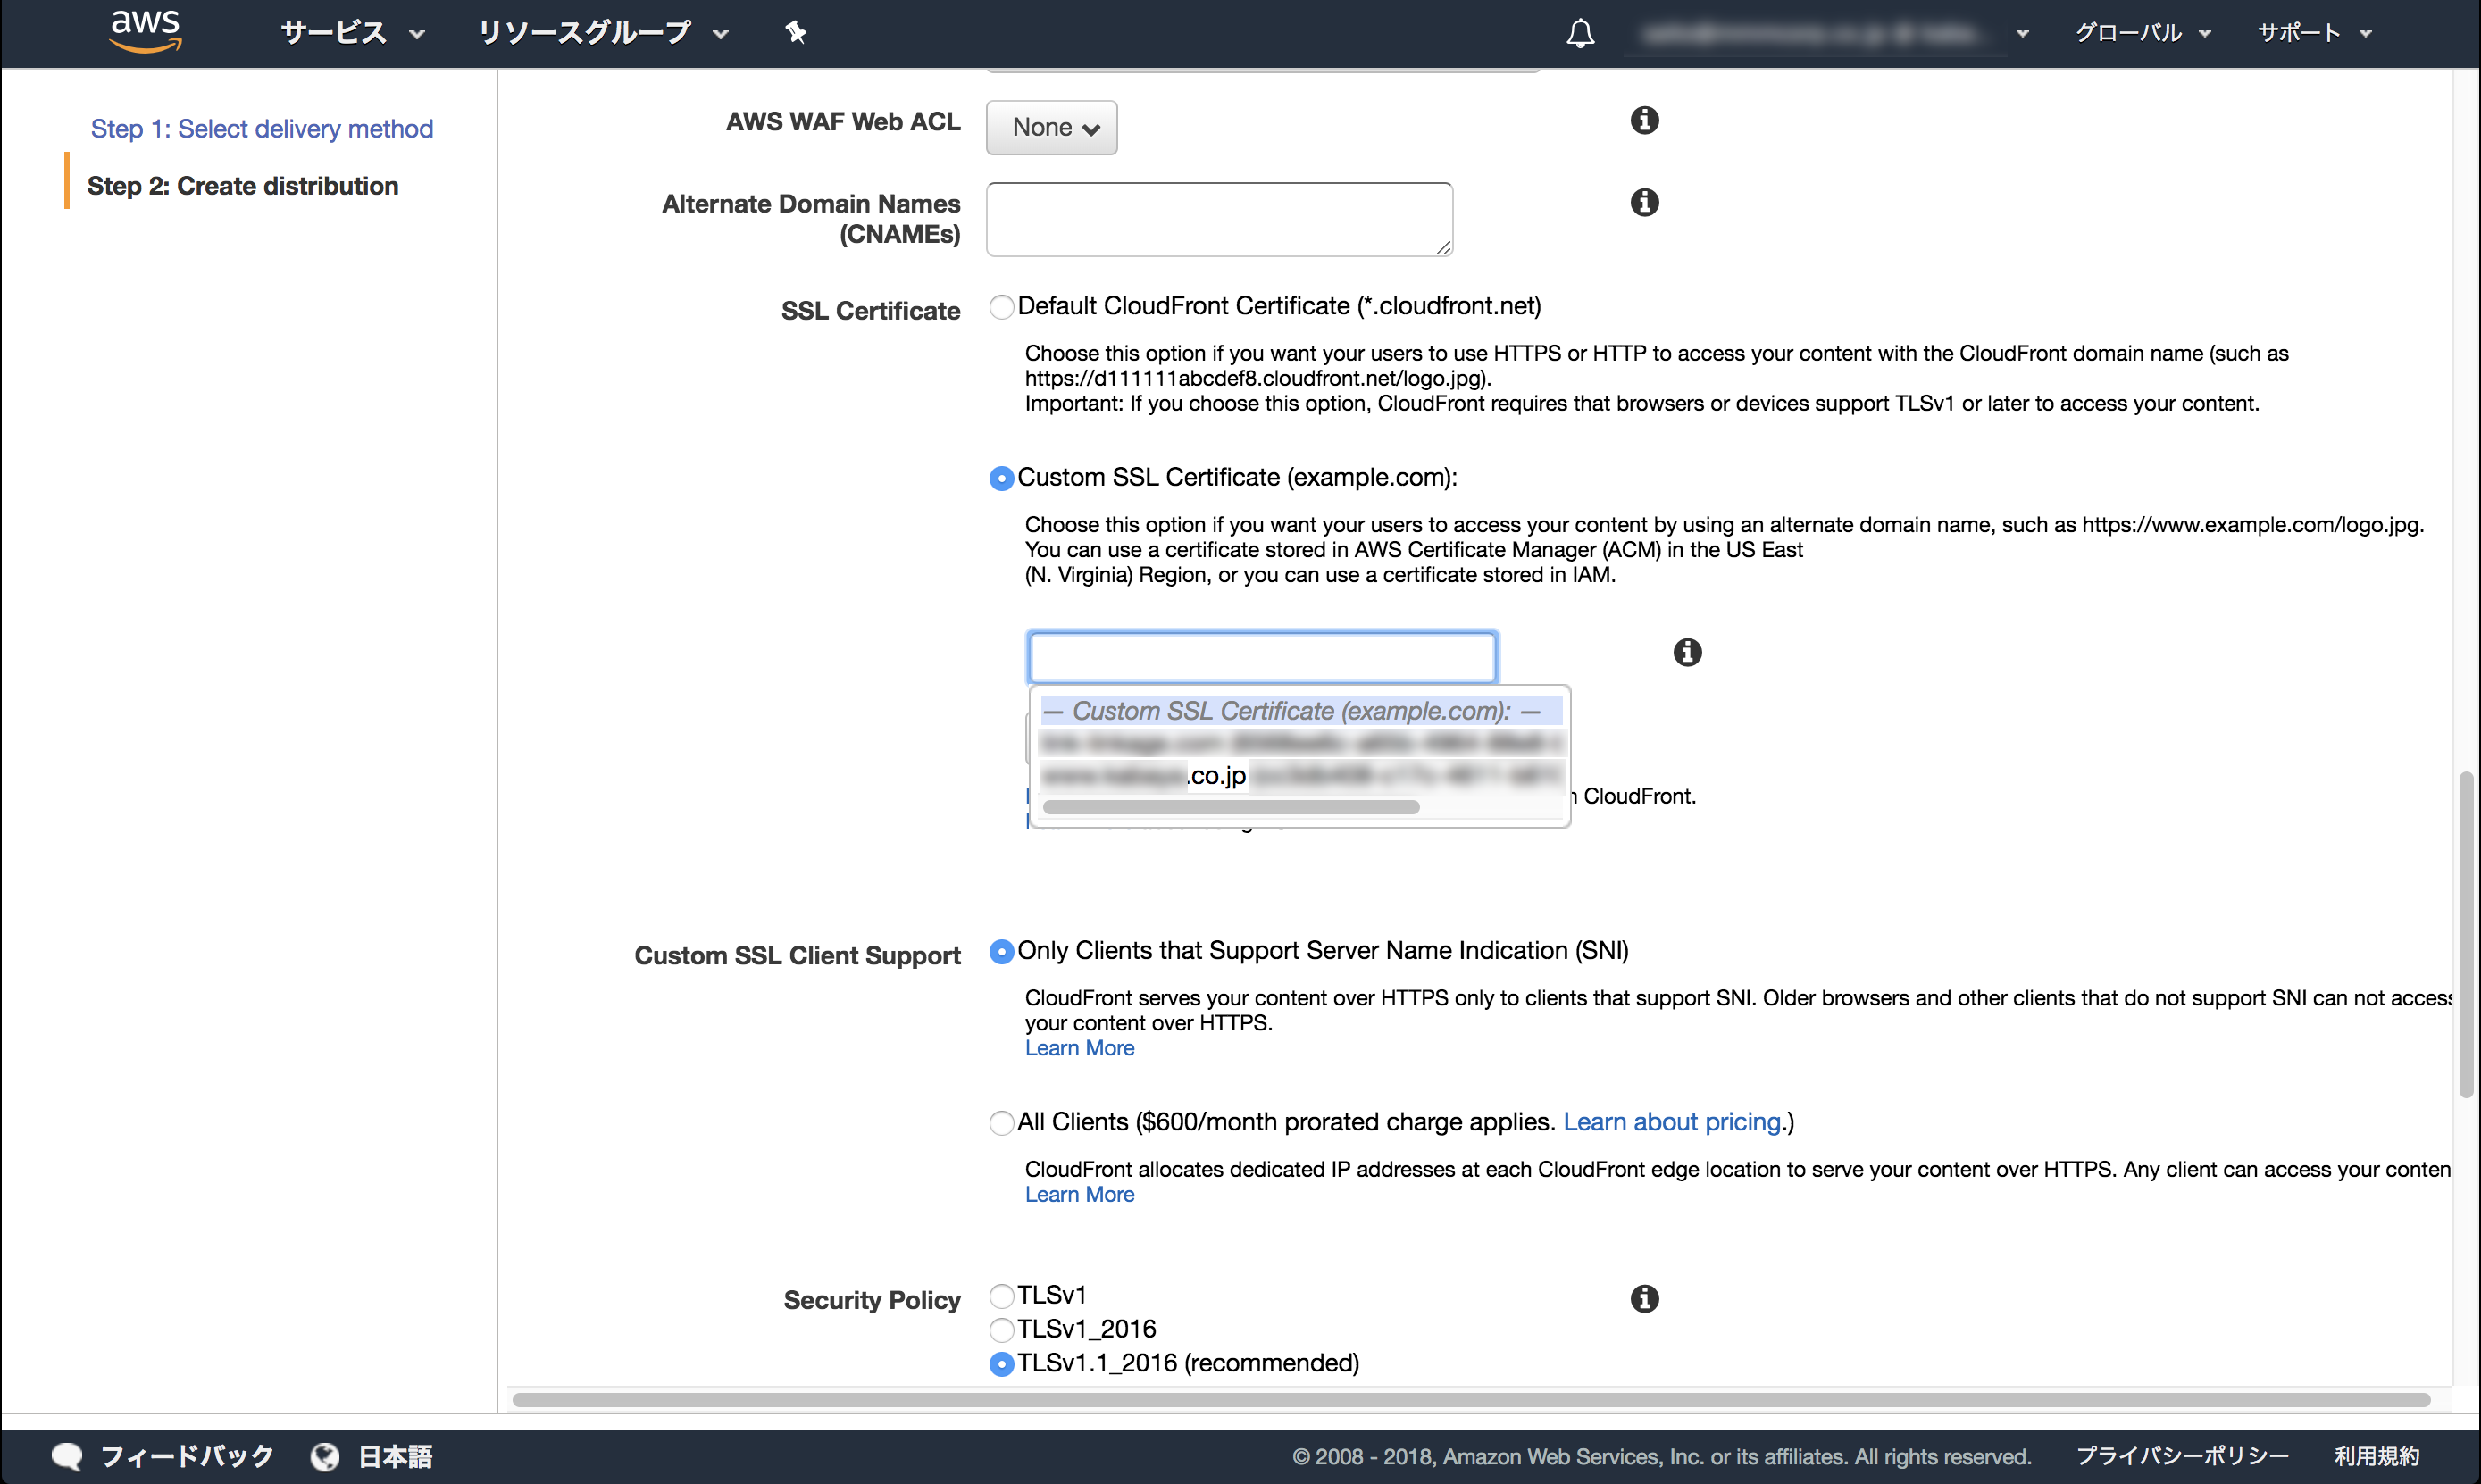 aws サービス リソースグループ グローバル サポート
Step 1: Select delivery method
Step 2: Create distribution
AWS WAF Web ACL None
Alternate Domain Names
(CNAMEs)
SSL Certificate Default CloudFront Certificate (*.cloudfront.net)
Choose this option if you want your users to use HTTPS or HTTP to access your content with the CloudFront domain name (such as
https://d111111abcdef8.cloudfront.net/logo.jpg).
Important: If you choose this option, CloudFront requires that browsers or devices support TLSv1 or later to access your content.
Custom SSL Certificate (example.com):
Choose this option if you want your users to access your content by using an alternate domain name, such as https://www.example.com/logo.jpg.
You can use a certificate stored in AWS Certificate Manager (ACM) in the US East
(N. Virginia) Region, or you can use a certificate stored in IAM.
— Custom SSL Certificate (example.com): —
.co.jp
CloudFront.
Custom SSL Client Support Only Clients that Support Server Name Indication (SNI)
CloudFront serves your content over HTTPS only to clients that support SNI. Older browsers and other clients that do not support SNI can not access
your content over HTTPS.
Learn More
All Clients ($600/month prorated charge applies. Learn about pricing.)
CloudFront allocates dedicated IP addresses at each CloudFront edge location to serve your content over HTTPS. Any client can access your conten
Learn More
Security Policy TLSv1
TLSv1_2016
TLSv1.1_2016 (recommended)
フィードバック 日本語 © 2008 - 2018, Amazon Web Services, Inc. or its affiliates. All rights reserved. プライバシーポリシー 利用規約